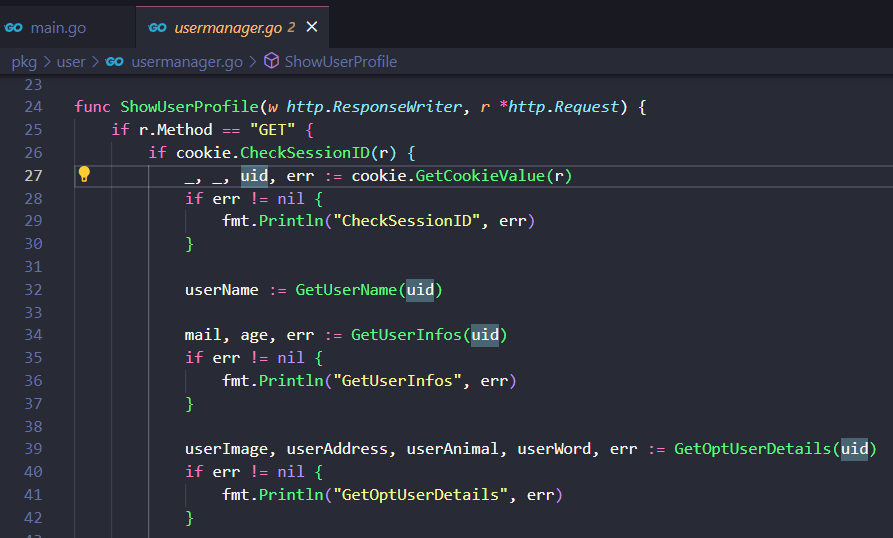 GO main.go GO usermanager.go 2 ×
pkg > user > GO usermanager.go > ShowUserProfile
23
24 func ShowUserProfile(w http.ResponseWriter, r *http.Request) {
25 if r.Method == "GET" {
26 if cookie.CheckSessionID(r) {
27 _, _, uid, err := cookie.GetCookieValue(r)
28 if err != nil {
29 fmt.Println("CheckSessionID", err)
30 }
31
32 userName := GetUserName(uid)
33
34 mail, age, err := GetUserInfos(uid)
35 if err != nil {
36 fmt.Println("GetUserInfos", err)
37 }
38
39 userImage, userAddress, userAnimal, userWord, err := GetOptUserDetails(uid)
40 if err != nil {
41 fmt.Println("GetOptUserDetails", err)
42 }